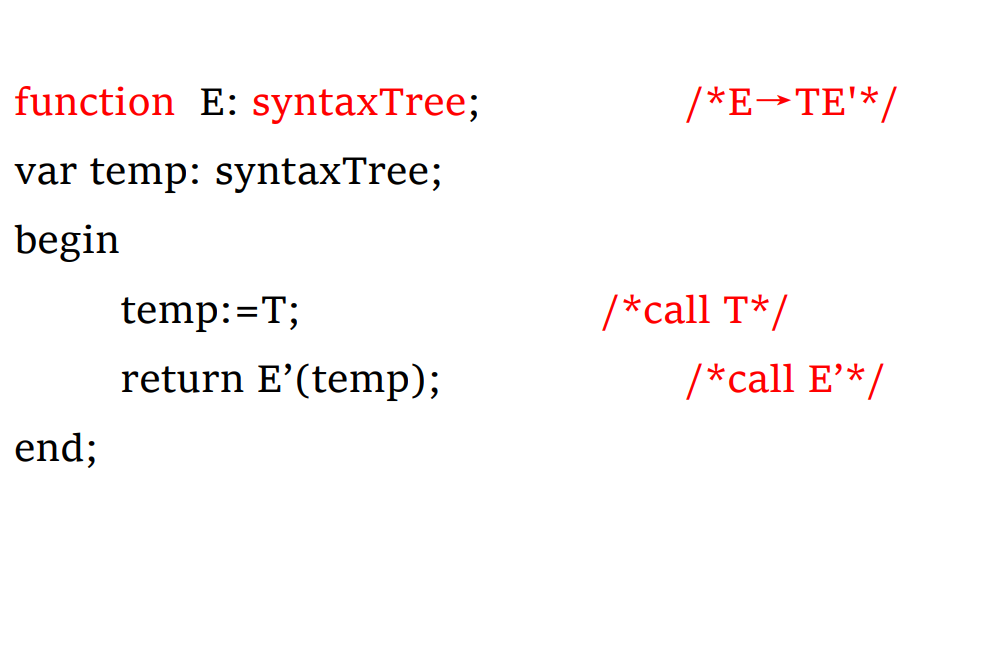 function E: syntaxTree; /*E→TE'*/
var temp: syntaxTree;
begin
temp:=T; /*call T*/
return E’(temp); /*call E’*/
end;